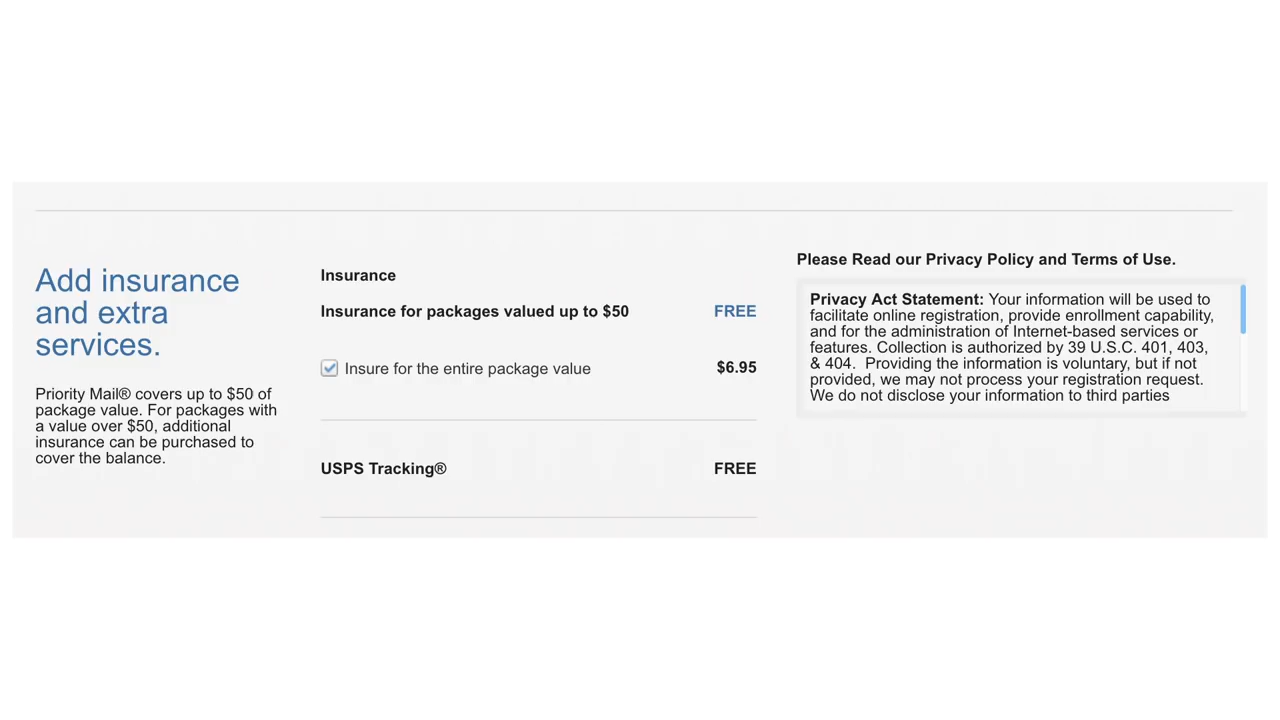 Add insurance
and extra
services.
Priority Mail® covers up to $50 of
package value. For packages with
a value over $50, additional
insurance can be purchased to
cover the balance.
Insurance
Insurance for packages valued up to $50 FREE
Insure for the entire package value $6.95
USPS Tracking® FREE
Please Read our Privacy Policy and Terms of Use.
Privacy Act Statement: Your information will be used to
facilitate online registration, provide enrollment capability,
and for the administration of Internet-based services or
features. Collection is authorized by 39 U.S.C. 401, 403,
& 404.  Providing the information is voluntary, but if not
provided, we may not process your registration request.
We do not disclose your information to third parties